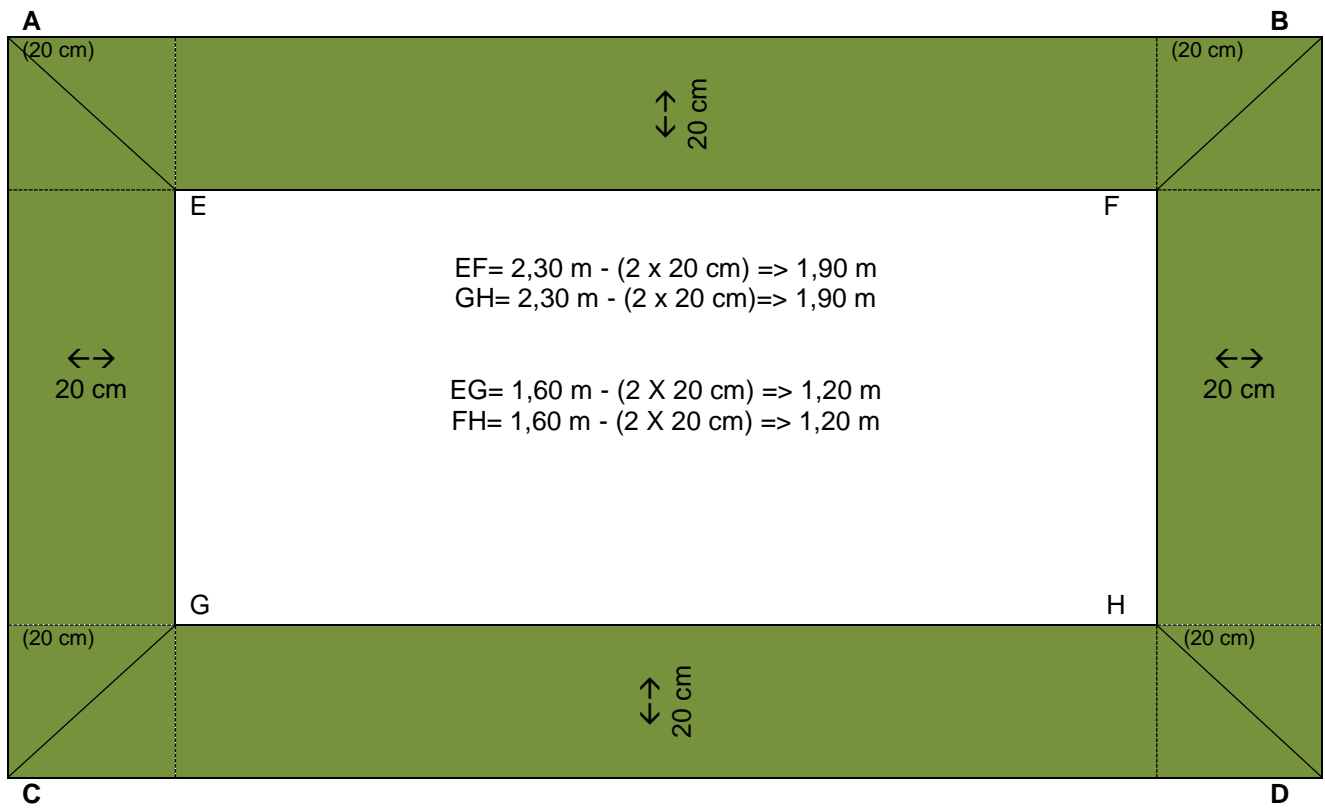 A
B
(20 cm)
(20 cm)
←→
20 cm
E
F
EF= 2,30 m - (2 x 20 cm) => 1,90 m
GH= 2,30 m - (2 x 20 cm)=> 1,90 m
←→
20 cm
←→
20 cm
EG= 1,60 m - (2 X 20 cm) => 1,20 m
FH= 1,60 m - (2 X 20 cm) => 1,20 m
G
H
(20 cm)
(20 cm)
←→
20 cm
C
D